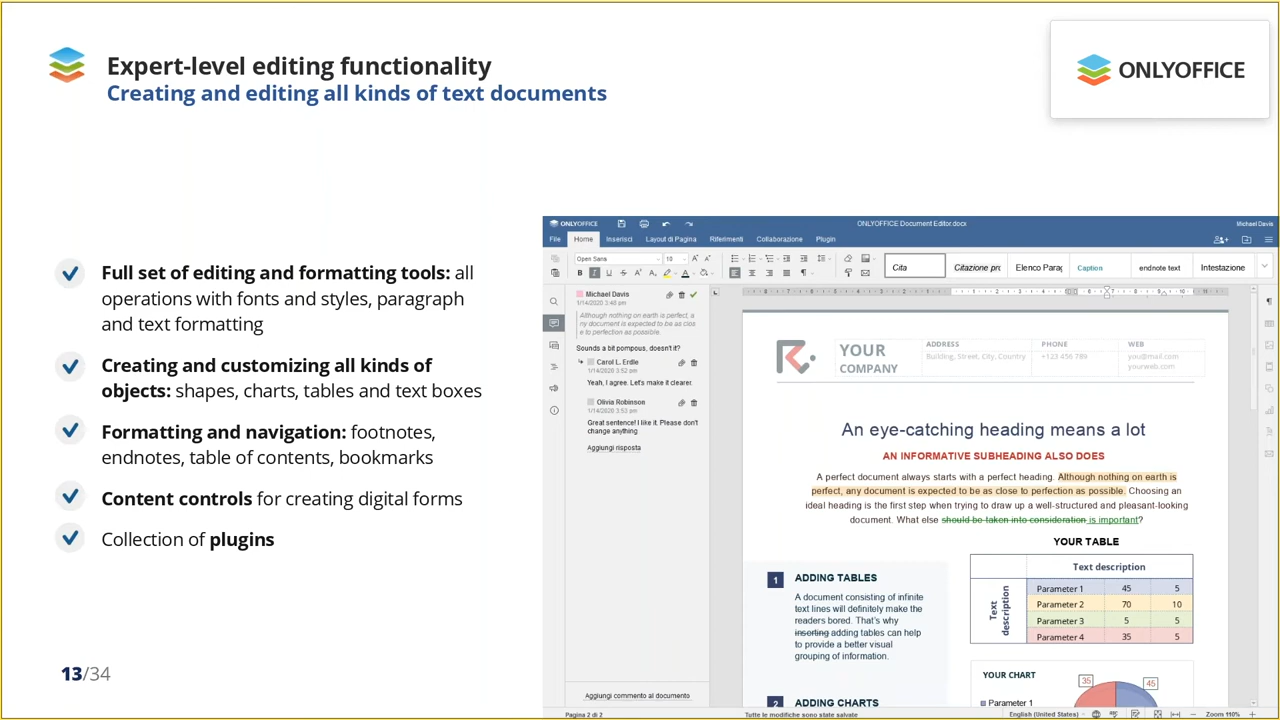 Expert-level editing functionality
Creating and editing all kinds of text documents
ONLYOFFICE
Full set of editing and formatting tools: all
operations with fonts and styles, paragraph
and text formatting
Creating and customizing all kinds of
objects: shapes, charts, tables and text boxes
Formatting and navigation: footnotes,
endnotes, table of contents, bookmarks
Content controls for creating digital forms
Collection of plugins
13/34
ONLYOFFICE
ONLYOFFICE Document Editor.docx
Michael Davis
File Home Inserisci Layout di Pagina Riferimenti Collaborazione Plugin
Open Sans 10
Cita Citazione pro Elenco Parag Caption endnote text Intestazione
Michael Davis
1/14/2020 3:48 pm
Although nothing on earth is perfect, a
ny document is expected to be as clos
e to perfection as possible.
Sounds a bit pompous, doesn't it?
Carol L. Erdle
1/14/2020 3:52 pm
Yeah, I agree. Let's make it clearer.
Olivia Robinson
1/14/2020 3:53 pm
Great sentence! I like it. Please don't
change anything
Aggiungi risposta
Aggiungi commento al documento
YOUR
COMPANY
ADDRESS
Building, Street, City, Country
PHONE
+123 456 789
WEB
you@mail.com
yourweb.com
An eye-catching heading means a lot
AN INFORMATIVE SUBHEADING ALSO DOES
A perfect document always starts with a perfect heading. Although nothing on earth is
perfect, any document is expected to be as close to perfection as possible. Choosing an
ideal heading is the first step when trying to draw up a well-structured and pleasant-looking
document. What else should be taken into consideration is important?
1 ADDING TABLES
A document consisting of infinite
text lines will definitely make the
readers bored. That's why
inserting adding tables can help
to provide a better visual
grouping of information.
2 ADDING CHARTS
YOUR TABLE
Text description
Text
description
Parameter 1 45 5
Parameter 2 70 10
Parameter 3 5 5
Parameter 4 35 5
YOUR CHART
Parameter 1
35 45
Pagina 2 di 2
Tutte le modifiche sono state salvate
English (United States)
Zoom 110%